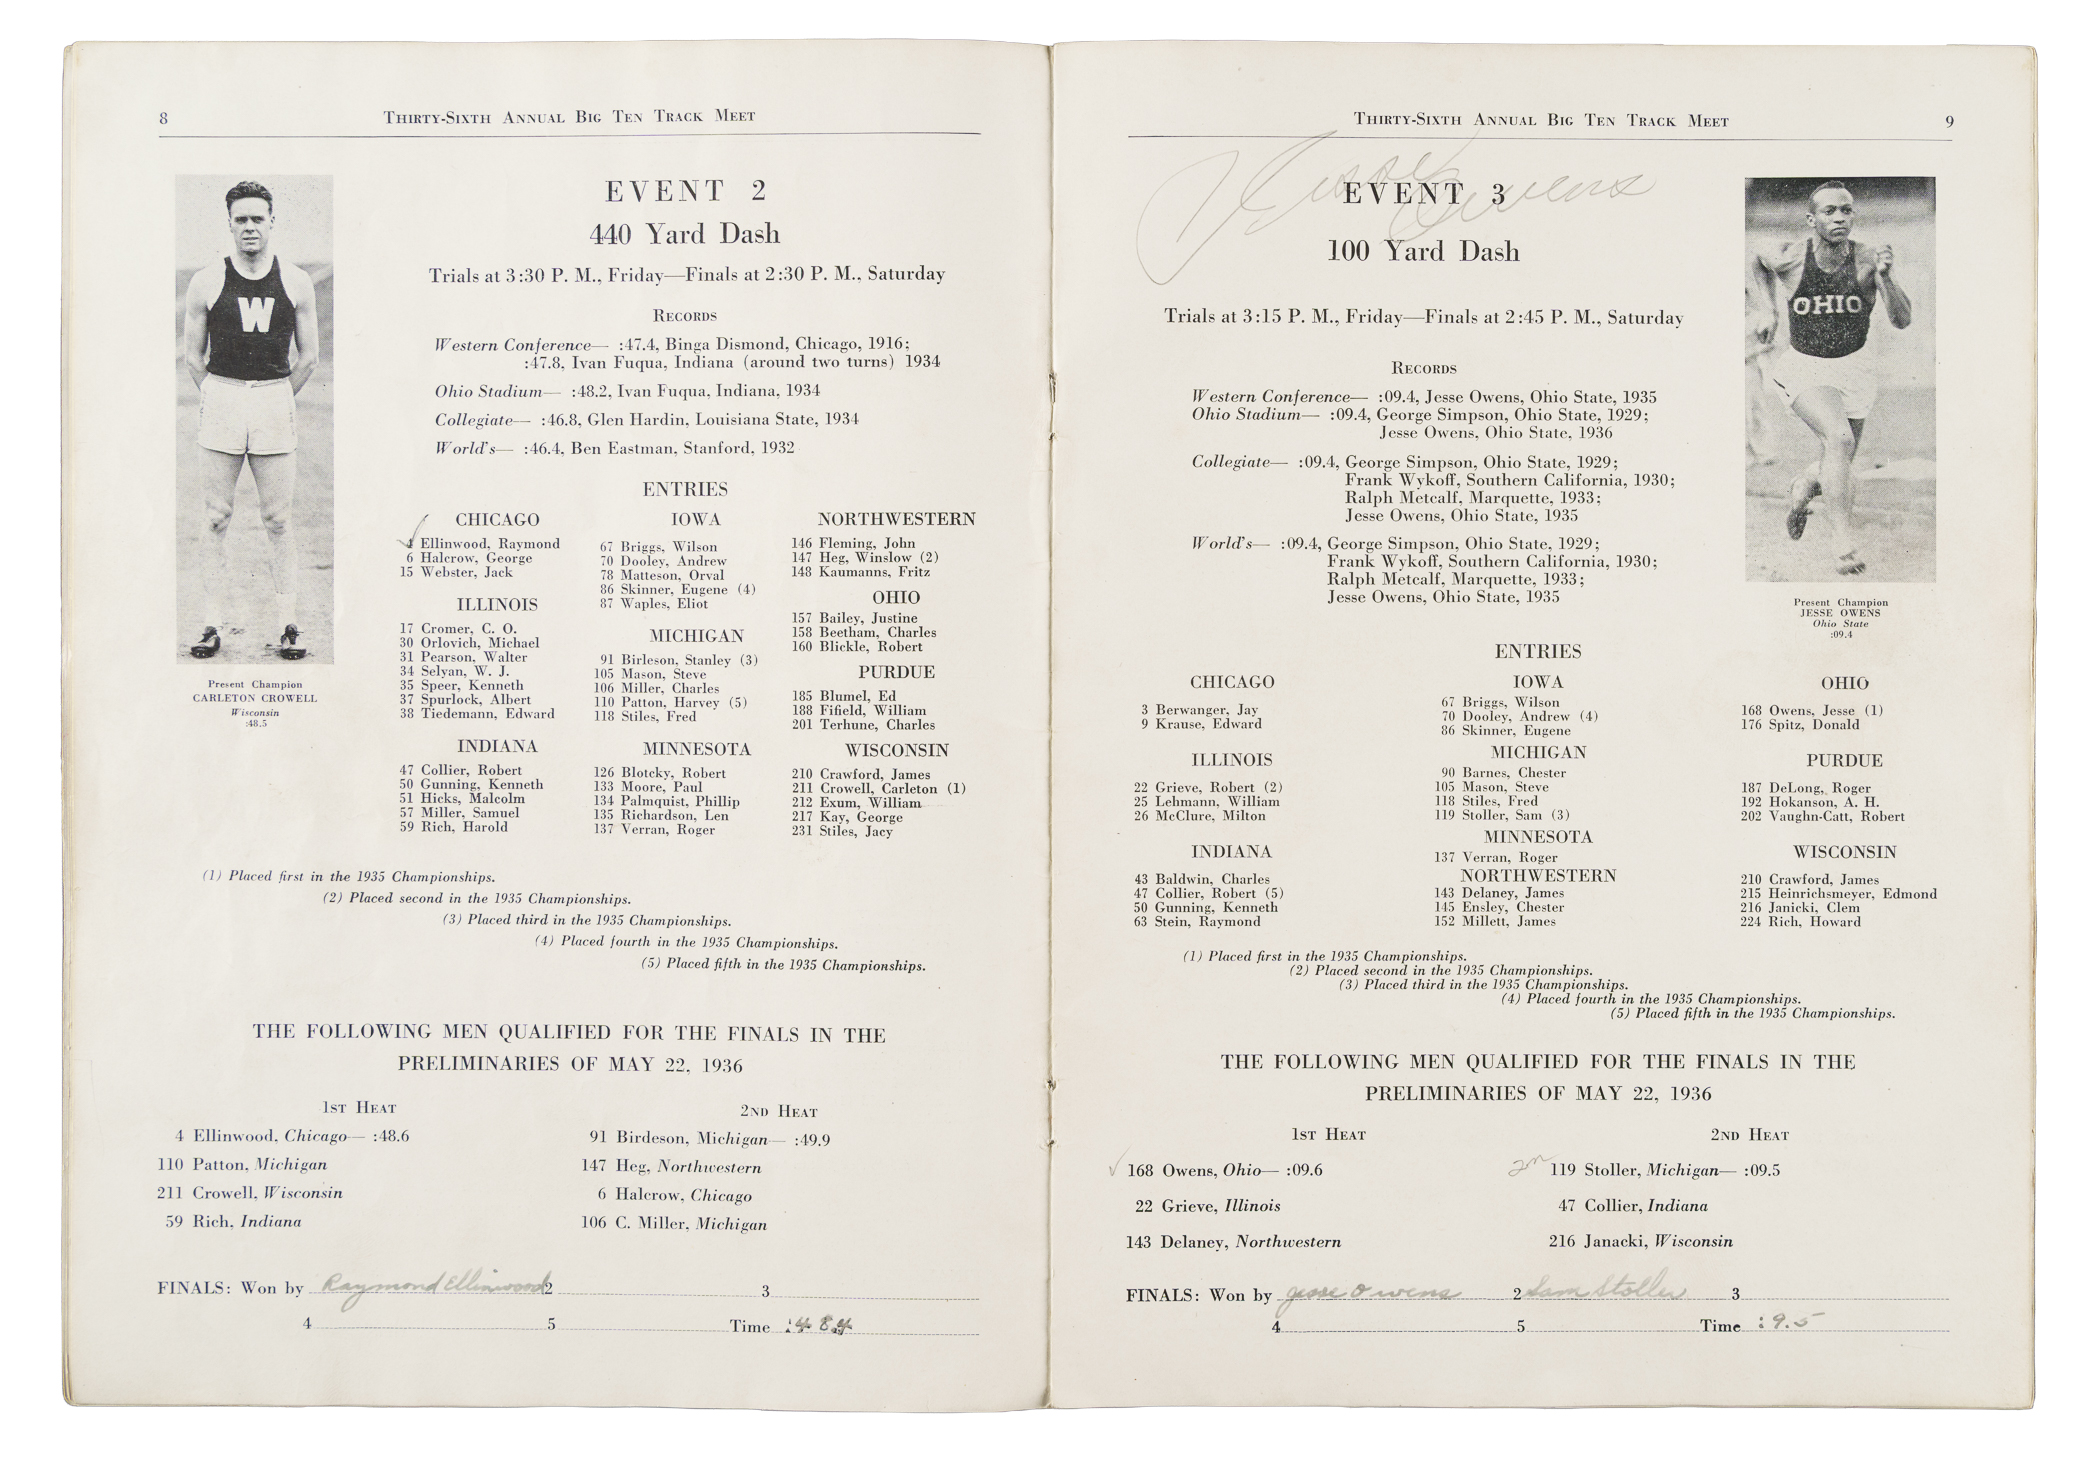 8
Thirty-Sixth Annual Big Ten Track Meet
W
Present Champion
CARLETON CROWELL
Wisconsin
:48.5
EVENT 2
440 Yard Dash
Trials at 3:30 P. M., Friday—Finals at 2:30 P. M., Saturday
Records
Western Conference— :47.4, Binga Dismond, Chicago, 1916;
:47.8, Ivan Fuqua, Indiana (around two turns) 1934
Ohio Stadium— :48.2, Ivan Fuqua, Indiana, 1934
Collegiate— :46.8, Glen Hardin, Louisiana State, 1934
World's— :46.4, Ben Eastman, Stanford, 1932
ENTRIES
CHICAGO
4 Ellinwood, Raymond
6 Halcrow, George
15 Webster, Jack
ILLINOIS
17 Cromer, C. O.
30 Orlovich, Michael
31 Pearson, Walter
34 Selyan, W. J.
35 Speer, Kenneth
37 Spurlock, Albert
38 Tiedemann, Edward
INDIANA
47 Collier, Robert
50 Gunning, Kenneth
51 Hicks, Malcolm
57 Miller, Samuel
59 Rich, Harold
IOWA
67 Briggs, Wilson
70 Dooley, Andrew
78 Matteson, Orval
86 Skinner, Eugene (4)
87 Waples, Eliot
MICHIGAN
91 Birleson, Stanley (3)
105 Mason, Steve
106 Miller, Charles
110 Patton, Harvey (5)
118 Stiles, Fred
MINNESOTA
126 Blotcky, Robert
133 Moore, Paul
134 Palmquist, Phillip
135 Richardson, Len
137 Verran, Roger
NORTHWESTERN
146 Fleming, John
147 Heg, Winslow (2)
148 Kaumanns, Fritz
OHIO
157 Bailey, Justine
158 Beetham, Charles
160 Blickle, Robert
PURDUE
185 Blumel, Ed
188 Fifield, William
201 Terhune, Charles
WISCONSIN
210 Crawford, James
211 Crowell, Carleton (1)
212 Exum, William
217 Kay, George
231 Stiles, Jacy
(1) Placed first in the 1935 Championships.
(2) Placed second in the 1935 Championships.
(3) Placed third in the 1935 Championships.
(4) Placed fourth in the 1935 Championships.
(5) Placed fifth in the 1935 Championships.
THE FOLLOWING MEN QUALIFIED FOR THE FINALS IN THE
PRELIMINARIES OF MAY 22, 1936
1st Heat
4 Ellinwood, Chicago— :48.6
110 Patton, Michigan
211 Crowell, Wisconsin
59 Rich, Indiana
2nd Heat
91 Birdeson, Michigan— :49.9
147 Heg, Northwestern
6 Halcrow, Chicago
106 C. Miller, Michigan
FINALS: Won by Raymond Ellinwood 2 3
4 5 Time :48.4
Thirty-Sixth Annual Big Ten Track Meet
9
Jesse Owens
EVENT 3
100 Yard Dash
Trials at 3:15 P. M., Friday—Finals at 2:45 P. M., Saturday
OHIO
Present Champion
JESSE OWENS
Ohio State
:09.4
Records
Western Conference— :09.4, Jesse Owens, Ohio State, 1935
Ohio Stadium— :09.4, George Simpson, Ohio State, 1929;
Jesse Owens, Ohio State, 1936
Collegiate— :09.4, George Simpson, Ohio State, 1929;
Frank Wykoff, Southern California, 1930;
Ralph Metcalf, Marquette, 1933;
Jesse Owens, Ohio State, 1935
World's— :09.4, George Simpson, Ohio State, 1929;
Frank Wykoff, Southern California, 1930;
Ralph Metcalf, Marquette, 1933;
Jesse Owens, Ohio State, 1935
ENTRIES
CHICAGO
3 Berwanger, Jay
9 Krause, Edward
ILLINOIS
22 Grieve, Robert (2)
25 Lehmann, William
26 McClure, Milton
INDIANA
43 Baldwin, Charles
47 Collier, Robert (5)
50 Gunning, Kenneth
63 Stein, Raymond
IOWA
67 Briggs, Wilson
70 Dooley, Andrew (4)
86 Skinner, Eugene
MICHIGAN
90 Barnes, Chester
105 Mason, Steve
118 Stiles, Fred
119 Stoller, Sam (3)
MINNESOTA
137 Verran, Roger
NORTHWESTERN
143 Delaney, James
145 Ensley, Chester
152 Millett, James
OHIO
168 Owens, Jesse (1)
176 Spitz, Donald
PURDUE
187 DeLong, Roger
192 Hokanson, A. H.
202 Vaughn-Catt, Robert
WISCONSIN
210 Crawford, James
215 Heinrichsmeyer, Edmond
216 Janicki, Clem
224 Rich, Howard
(1) Placed first in the 1935 Championships.
(2) Placed second in the 1935 Championships.
(3) Placed third in the 1935 Championships.
(4) Placed fourth in the 1935 Championships.
(5) Placed fifth in the 1935 Championships.
THE FOLLOWING MEN QUALIFIED FOR THE FINALS IN THE
PRELIMINARIES OF MAY 22, 1936
1st Heat
168 Owens, Ohio— :09.6
22 Grieve, Illinois
143 Delaney, Northwestern
2nd Heat
119 Stoller, Michigan— :09.5
47 Collier, Indiana
216 Janacki, Wisconsin
FINALS: Won by jesse Owens 2 Sam Stoller 3
4 5 Time :9.5